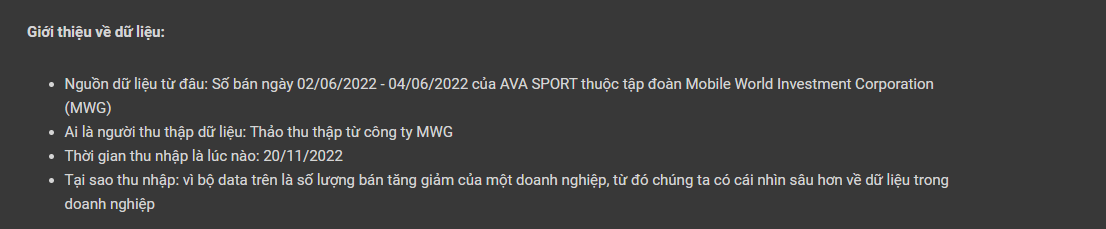 Giới thiệu về dữ liệu:
Nguồn dữ liệu từ đâu: Số bán ngày 02/06/2022 - 04/06/2022 của AVA SPORT thuộc tập đoàn Mobile World Investment Corporation
(MWG)
Ai là người thu thập dữ liệu: Thảo thu thập từ công ty MWG
Thời gian thu nhập là lúc nào: 20/11/2022
Tại sao thu nhập: vì bộ data trên là số lượng bán tăng giảm của một doanh nghiệp, từ đó chúng ta có cái nhìn sâu hơn về dữ liệu trong
doanh nghiệp